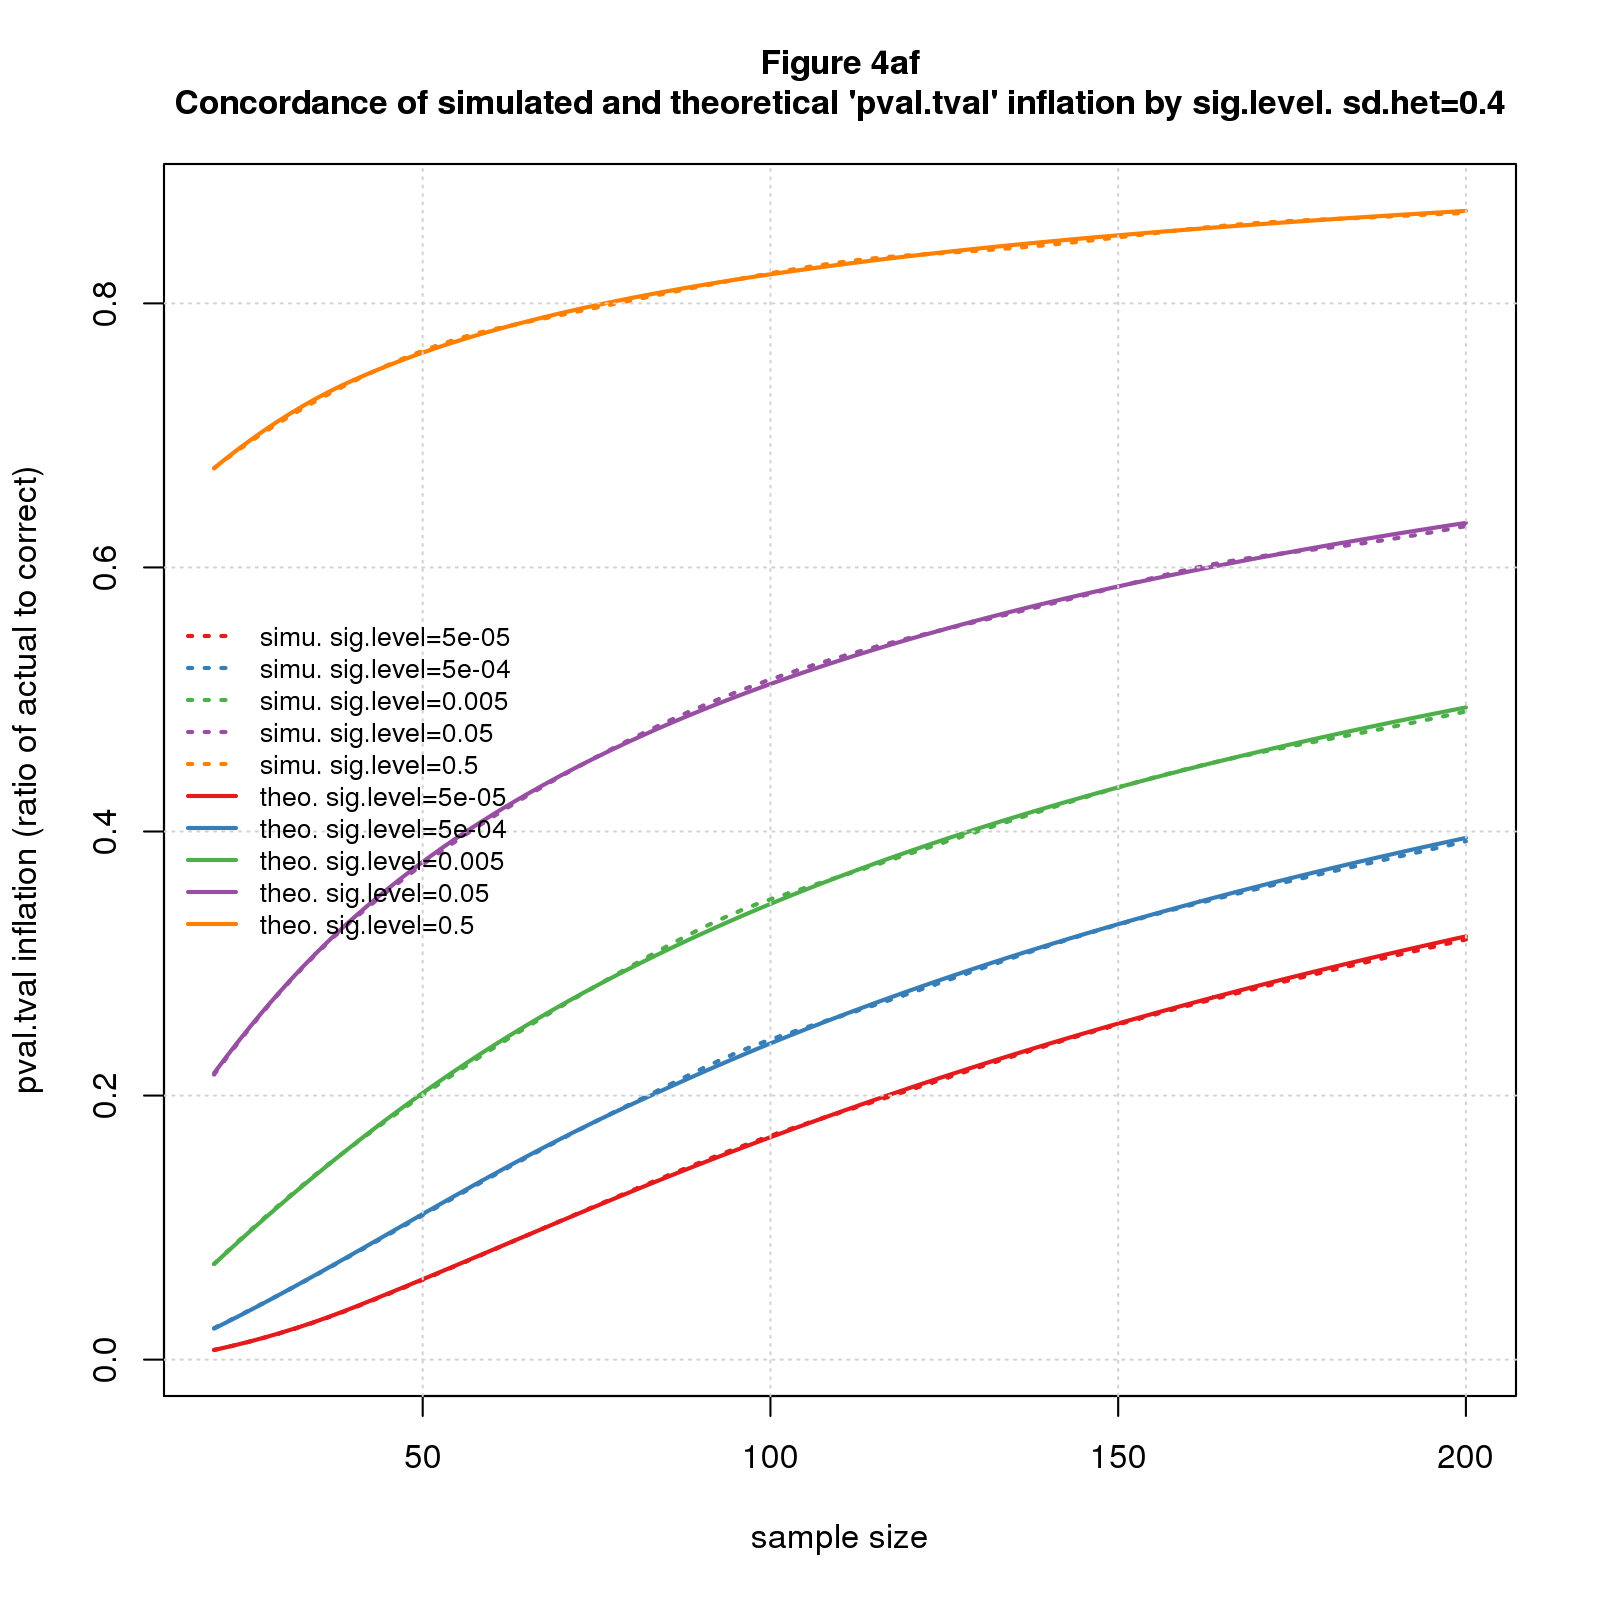 Figure 4af
Concordance of simulated and theoretical 'pval.tval' inflation by sig.level. sd.het=0.4
pval.tval inflation (ratio of actual to correct)
0.8
0.6
0.4
0.2
0.0
simu. sig.level=5e-05
simu. sig.level=5e-04
simu. sig.level=0.005
simu. sig.level=0.05
simu. sig.level=0.5
theo. sig.level=5e-05
theo. sig.level=5e-04
theo. sig.level=0.005
theo. sig.level=0.05
theo. sig.level=0.5
50 100 150 200
sample size